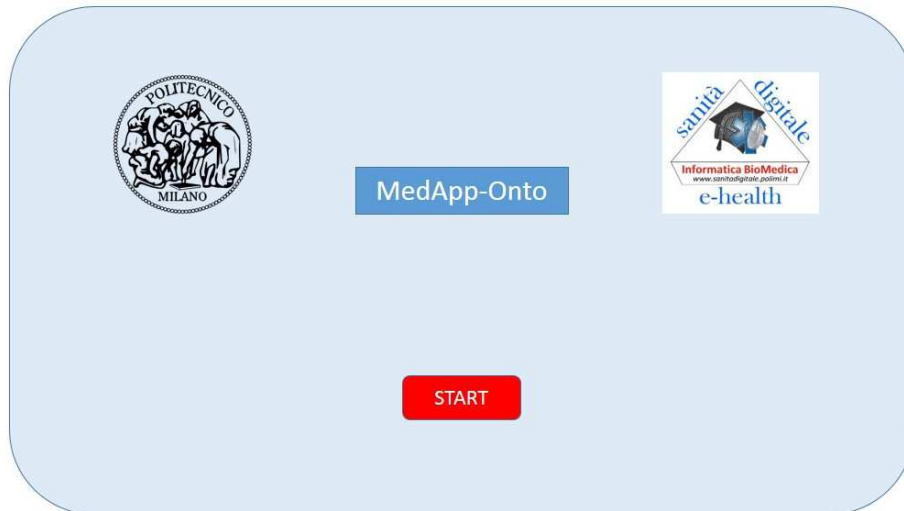 POLITECNICO
MILANO
MedApp-Onto
sanità
digitale
Informatica BioMedica
www.sanitadigitale.polimi.it
e-health
START